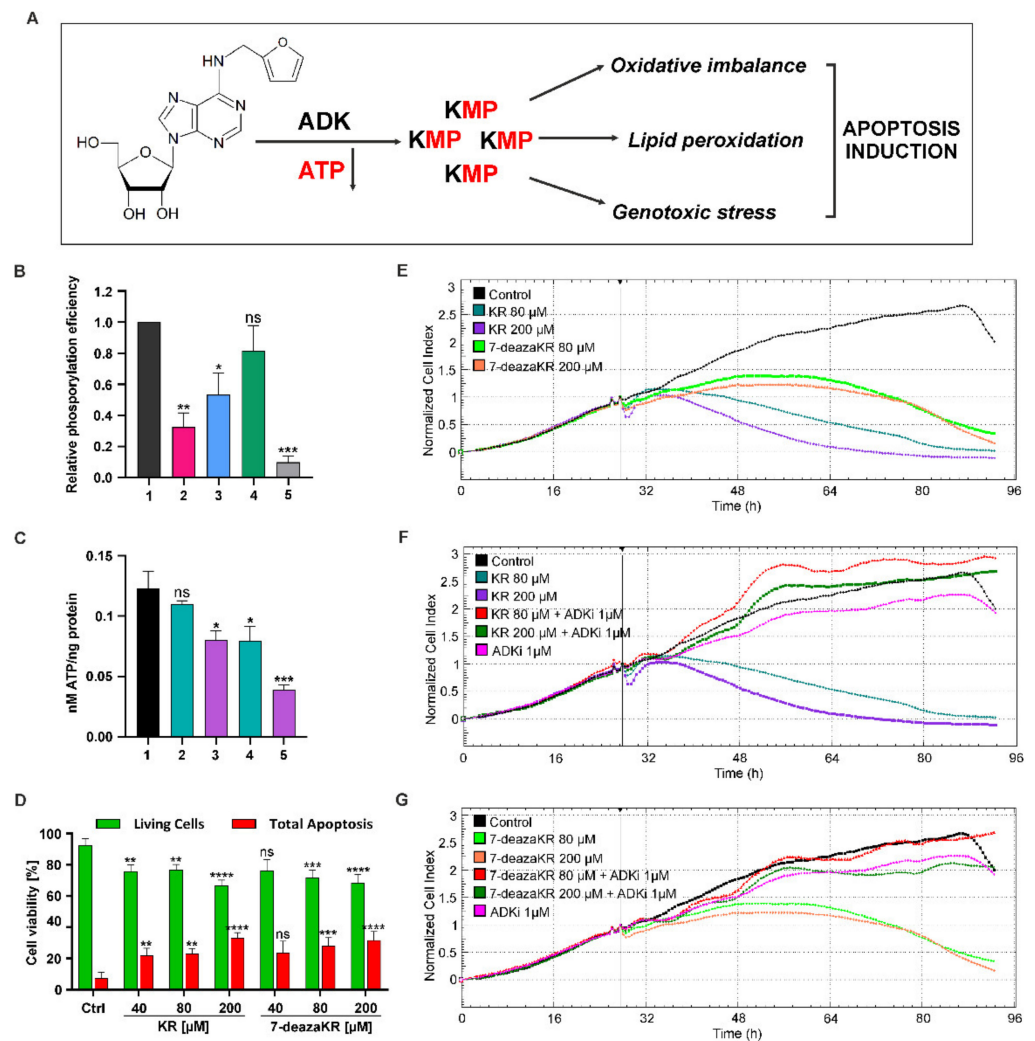 A
HN
O
N
N
N
N
HO
O
OH
OH
ADK
ATP
KMP
KMP KMP
KMP
Oxidative imbalance
Lipid peroxidation
Genotoxic stress
APOPTOSIS
INDUCTION
B
Relative phosporylation eficiency
1.2
1.0
0.8
0.6
0.4
0.2
0.0
**
*
ns
***
1 2 3 4 5
C
nM ATP/ng protein
0.15
0.10
0.05
0.00
ns
*
*
***
1 2 3 4 5
D
Living Cells Total Apoptosis
Cell viability [%]
100
80
60
40
20
0
** ** **** ns *** ****
** ** **** ns *** ****
Ctrl 40 80 200 40 80 200
KR [µM] 7-deazaKR [µM]
E
Normalized Cell Index
3
2.5
2
1.5
1
0.5
0
Control
KR 80 µM
KR 200 µM
7-deazaKR 80 µM
7-deazaKR 200 µM
0 16 32 48 64 80 96
Time (h)
F
Normalized Cell Index
3
2.5
2
1.5
1
0.5
0
Control
KR 80 µM
KR 200 µM
KR 80 µM + ADKi 1µM
KR 200 µM + ADKi 1µM
ADKi 1µM
0 16 32 48 64 80 96
Time (h)
G
Normalized Cell Index
3
2.5
2
1.5
1
0.5
0
Control
7-deazaKR 80 µM
7-deazaKR 200 µM
7-deazaKR 80 µM + ADKi 1µM
7-deazaKR 200 µM + ADKi 1µM
ADKi 1µM
0 16 32 48 64 80 96
Time (h)